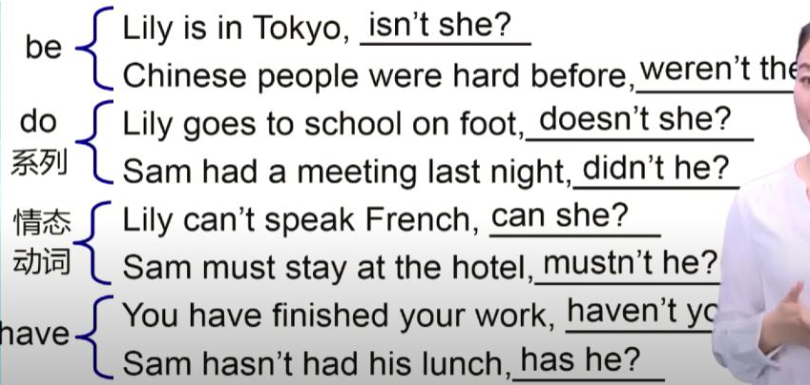 be
Lily is in Tokyo, isn't she?
Chinese people were hard before, weren't the
do
系列
Lily goes to school on foot, doesn't she?
Sam had a meeting last night, didn't he?
情态
动词
Lily can't speak French, can she?
Sam must stay at the hotel, mustn't he?
have
You have finished your work, haven't yo
Sam hasn't had his lunch, has he?